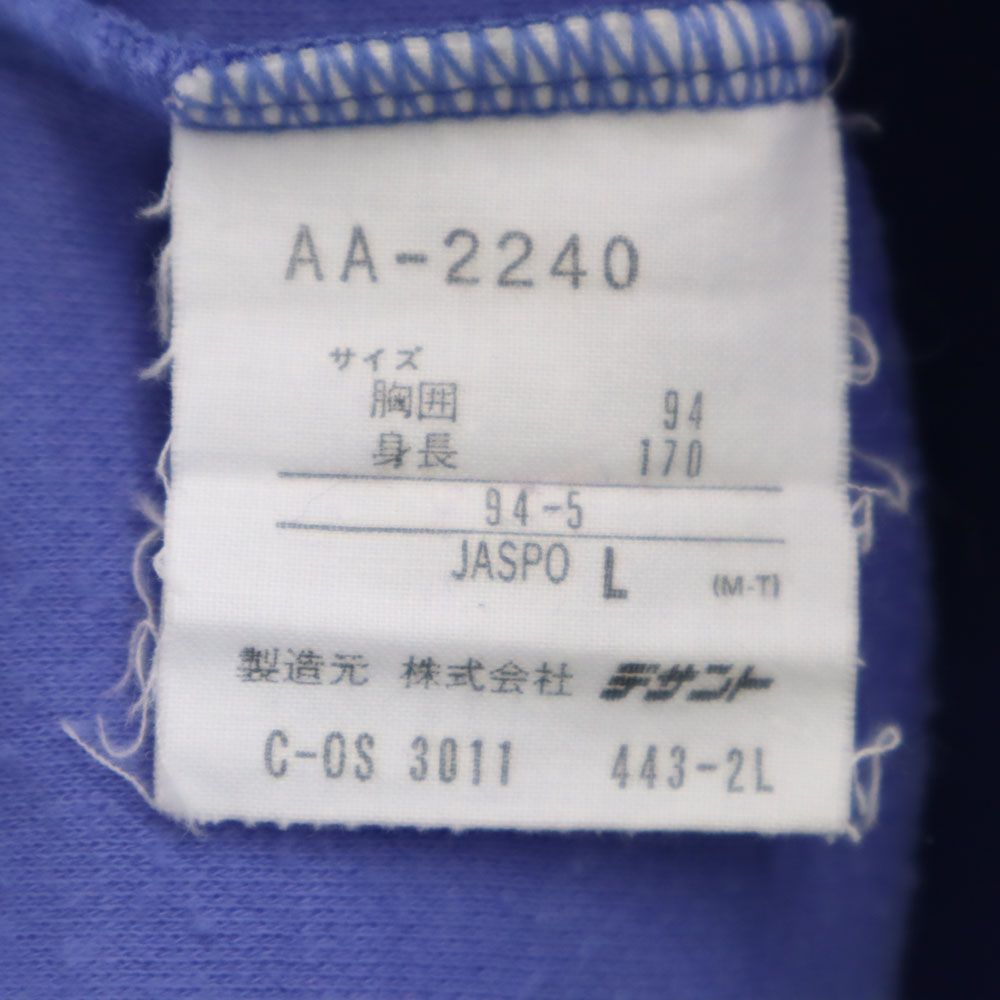 AA-2240
サイズ
胸囲 94
身長 170
94-5
JASPO L (M-T)
製造元 株式会社 デサント
C-OS 3011 443-2L